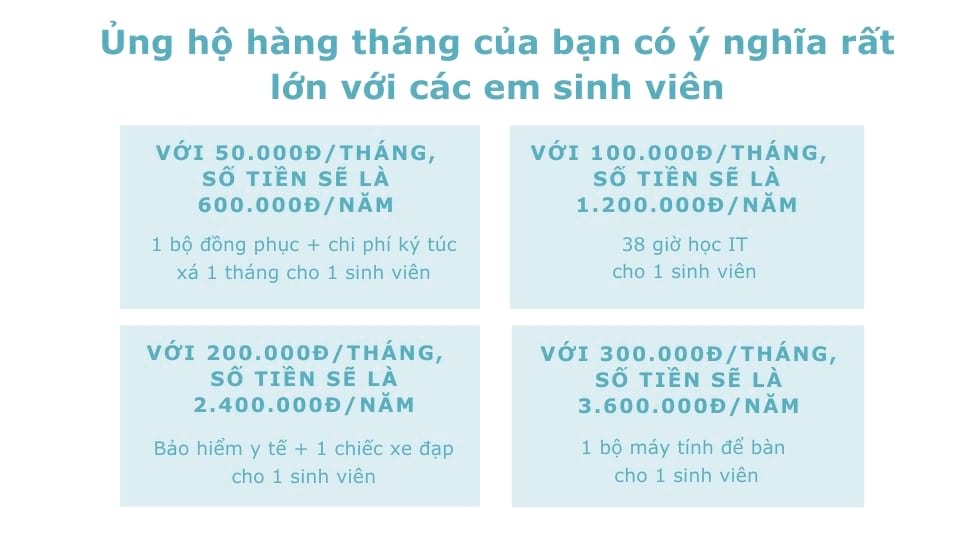 Ủng hộ hàng tháng của bạn có ý nghĩa rất
lớn với các em sinh viên
VỚI 50.000Đ/THÁNG,
SỐ TIỀN SẼ LÀ
600.000Đ/NĂM
1 bộ đồng phục + chi phí ký túc
xá 1 tháng cho 1 sinh viên
VỚI 100.000Đ/THÁNG,
SỐ TIỀN SẼ LÀ
1.200.000Đ/NĂM
38 giờ học IT
cho 1 sinh viên
VỚI 200.000Đ/THÁNG,
SỐ TIỀN SẼ LÀ
2.400.000Đ/NĂM
Bảo hiểm y tế + 1 chiếc xe đạp
cho 1 sinh viên
VỚI 300.000Đ/THÁNG,
SỐ TIỀN SẼ LÀ
3.600.000Đ/NĂM
1 bộ máy tính để bàn
cho 1 sinh viên